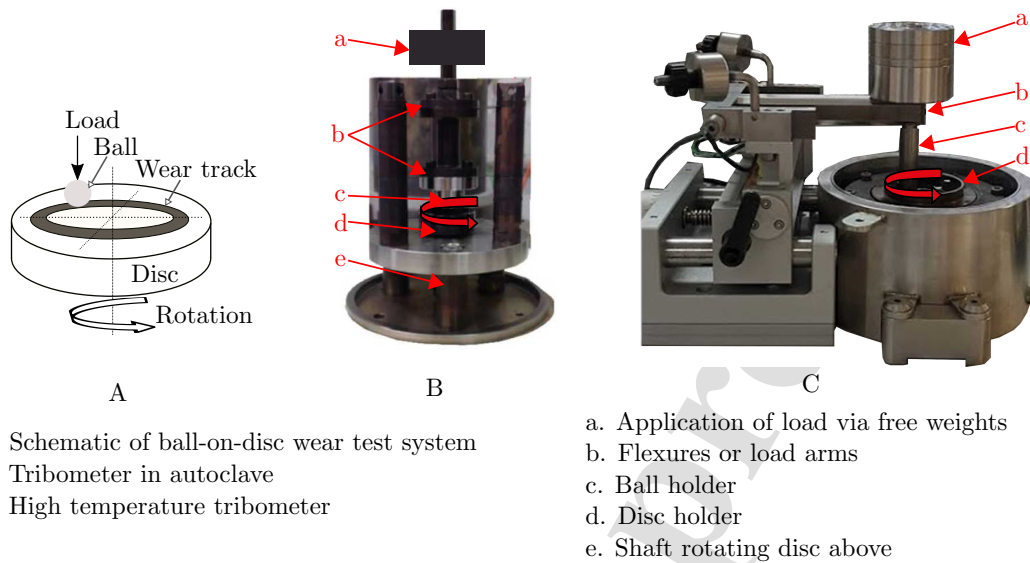 Load
Ball
Wear track
Disc
Rotation
A
a
b
c
d
e
B
a
b
c
d
C
Schematic of ball-on-disc wear test system
Tribometer in autoclave
High temperature tribometer
a. Application of load via free weights
b. Flexures or load arms
c. Ball holder
d. Disc holder
e. Shaft rotating disc above